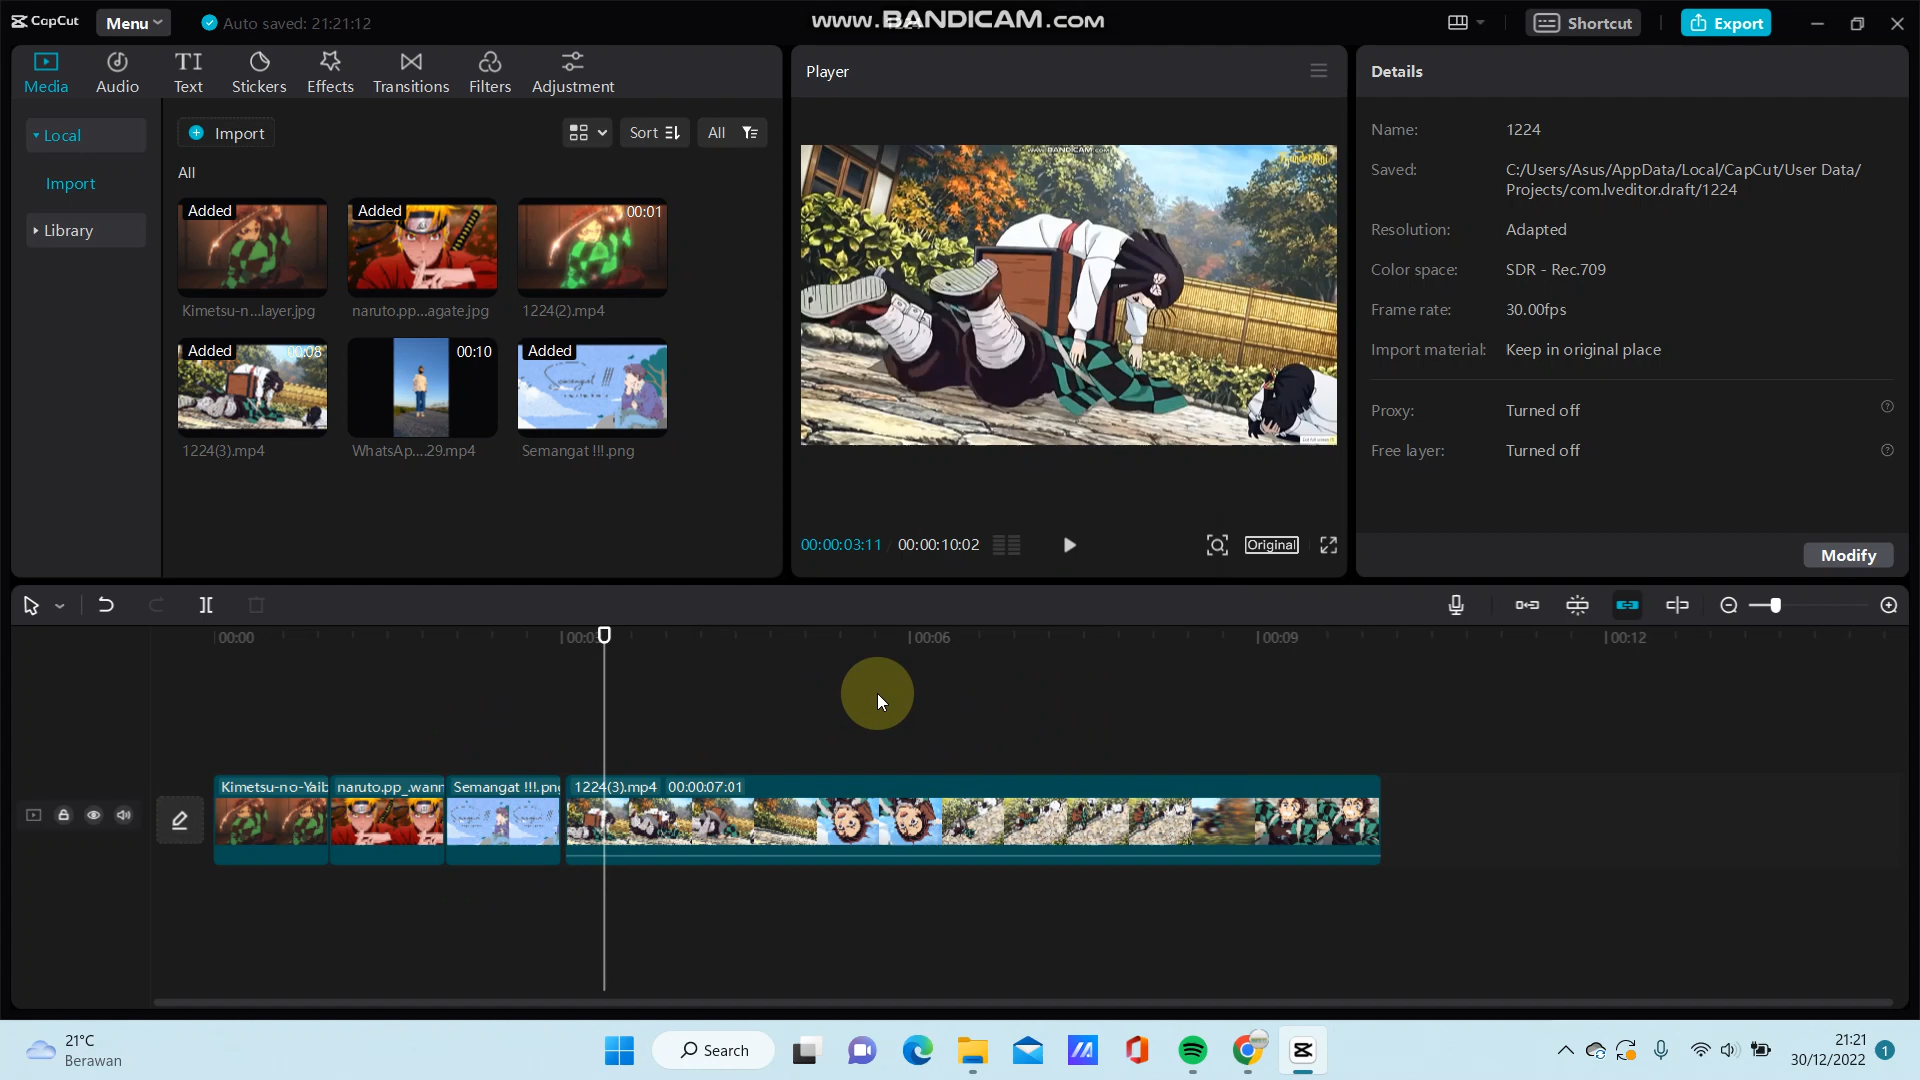 CapCut Menu Auto saved: 21:21:12 www.BANDICAM.com Shortcut Export
Media Audio Text Stickers Effects Transitions Filters Adjustment
Local
Import
Library
Import Sort All
All
Added Added 00:01
Kimetsu-n...layer.jpg naruto.pp...agate.jpg 1224(2).mp4
Added 00:08 00:10 Added
Semangat !!!
1224(3).mp4 WhatsAp....29.mp4 Semangat !!!.png
Player
www.BANDICAM.com
00:00:03:11 / 00:00:10:02 Original
Details
Name: 1224
Saved: C:/Users/Asus/AppData/Local/CapCut/User Data/
Projects/com.lveditor.draft/1224
Resolution: Adapted
Color space: SDR - Rec.709
Frame rate: 30.00fps
Import material: Keep in original place
Proxy: Turned off
Free layer: Turned off
Modify
00:00 00:06 00:09 00:12
Kimetsu-no-Yaib naruto.pp_wann Semangat !!!.pn 1224(3).mp4 00:00:07:01
21°C
Berawan
Search
21:21
30/12/2022 1